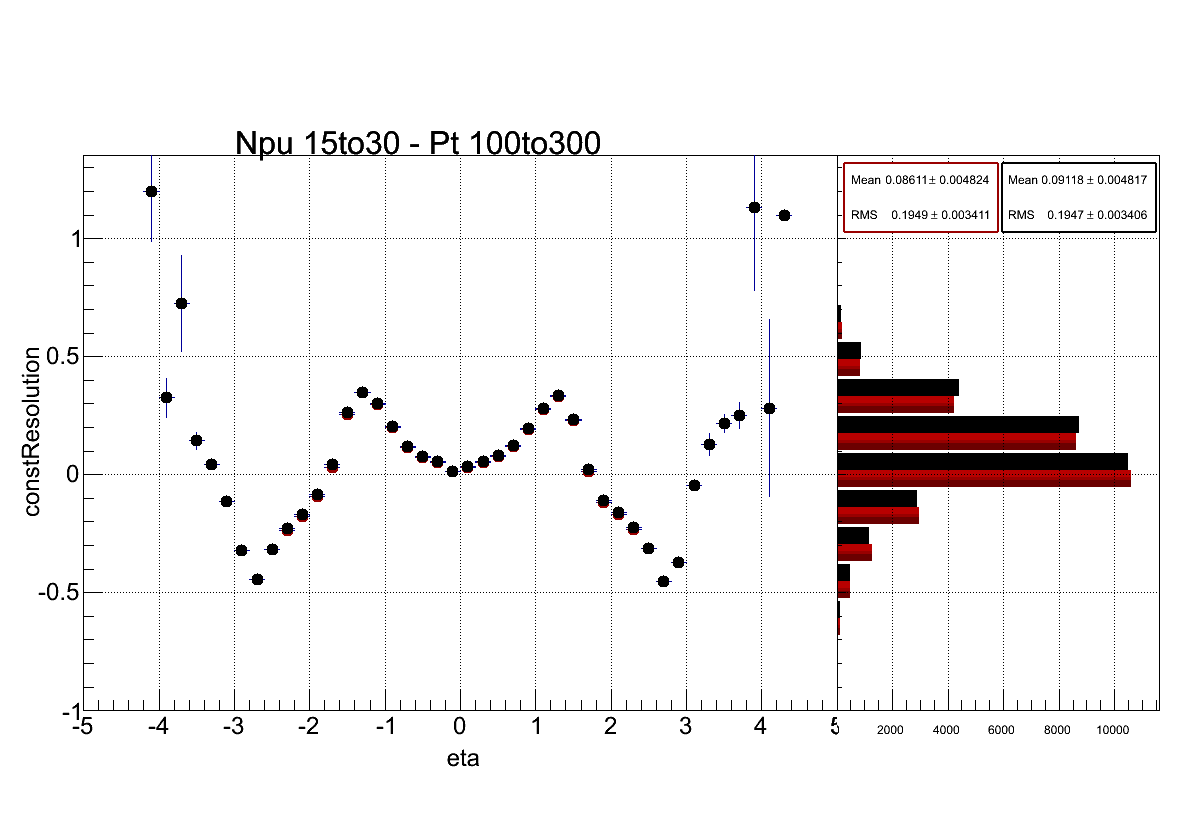 Npu 15to30 - Pt 100to300
Mean 0.08611 ± 0.004824
RMS 0.1949 ± 0.003411
Mean 0.09118 ± 0.004817
RMS 0.1947 ± 0.003406
constResolution
1
0.5
0
-0.5
-1
-5 -4 -3 -2 -1 0 1 2 3 4
2000 4000 6000 8000 10000
eta